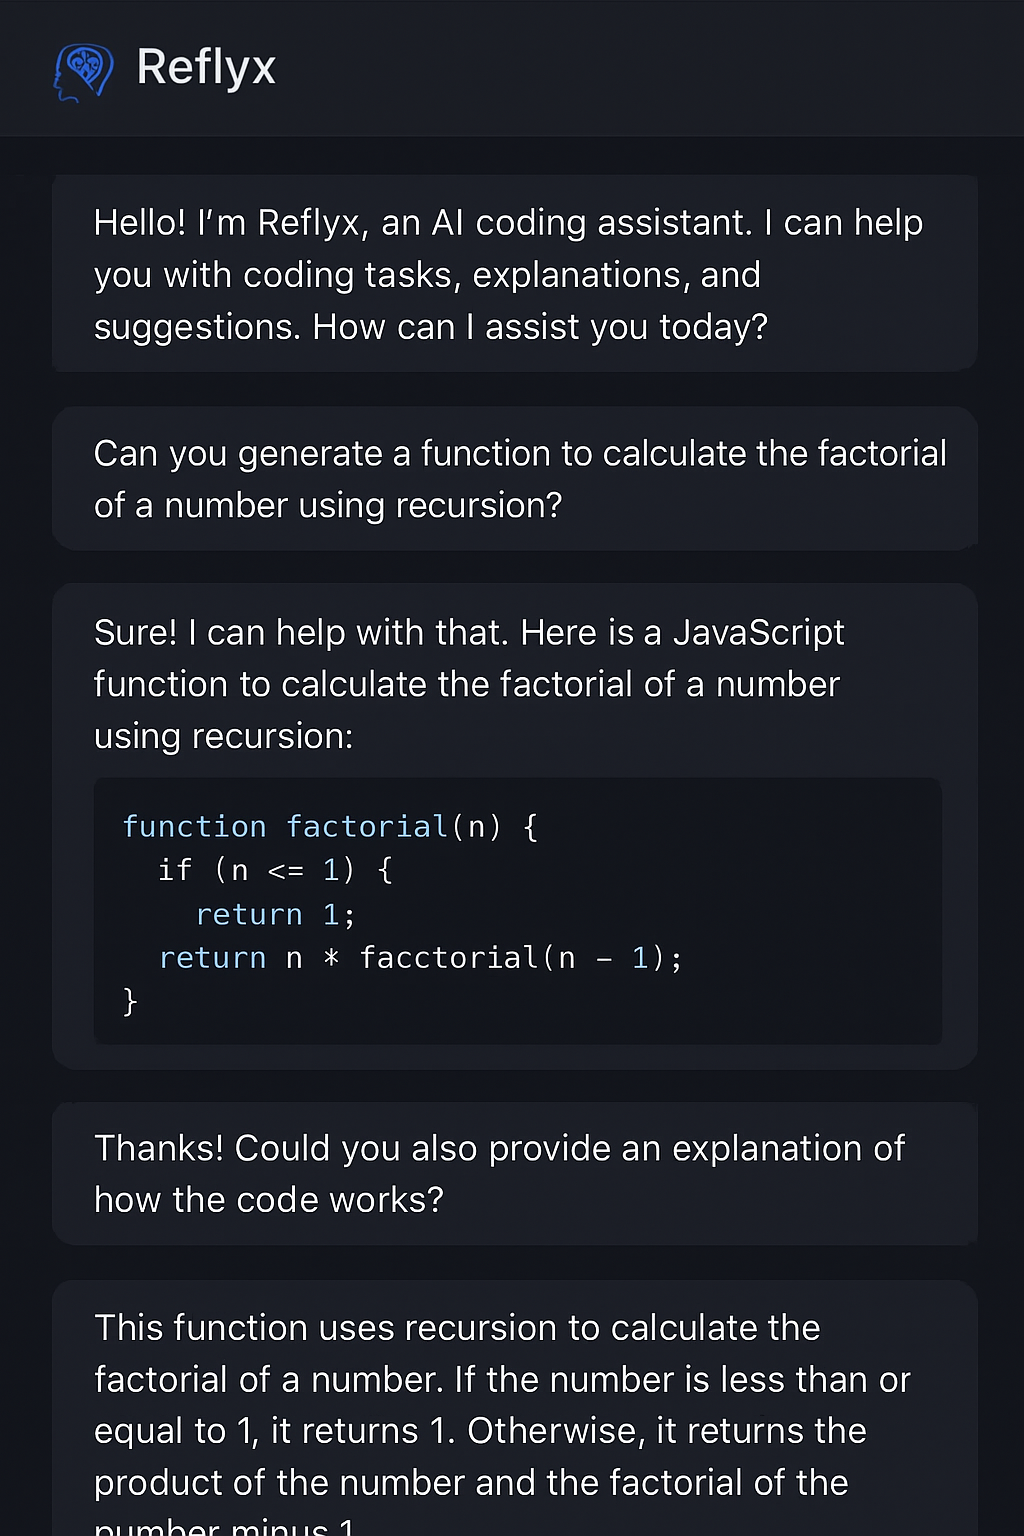 Reflyx
Hello! I'm Reflyx, an AI coding assistant. I can help
you with coding tasks, explanations, and
suggestions. How can I assist you today?
Can you generate a function to calculate the factorial
of a number using recursion?
Sure! I can help with that. Here is a JavaScript
function to calculate the factorial of a number
using recursion:
function factorial(n) {
  if (n <= 1) {
    return 1;
  return n * facctorial(n − 1);
}
Thanks! Could you also provide an explanation of
how the code works?
This function uses recursion to calculate the
factorial of a number. If the number is less than or
equal to 1, it returns 1. Otherwise, it returns the
product of the number and the factorial of the
number minus 1